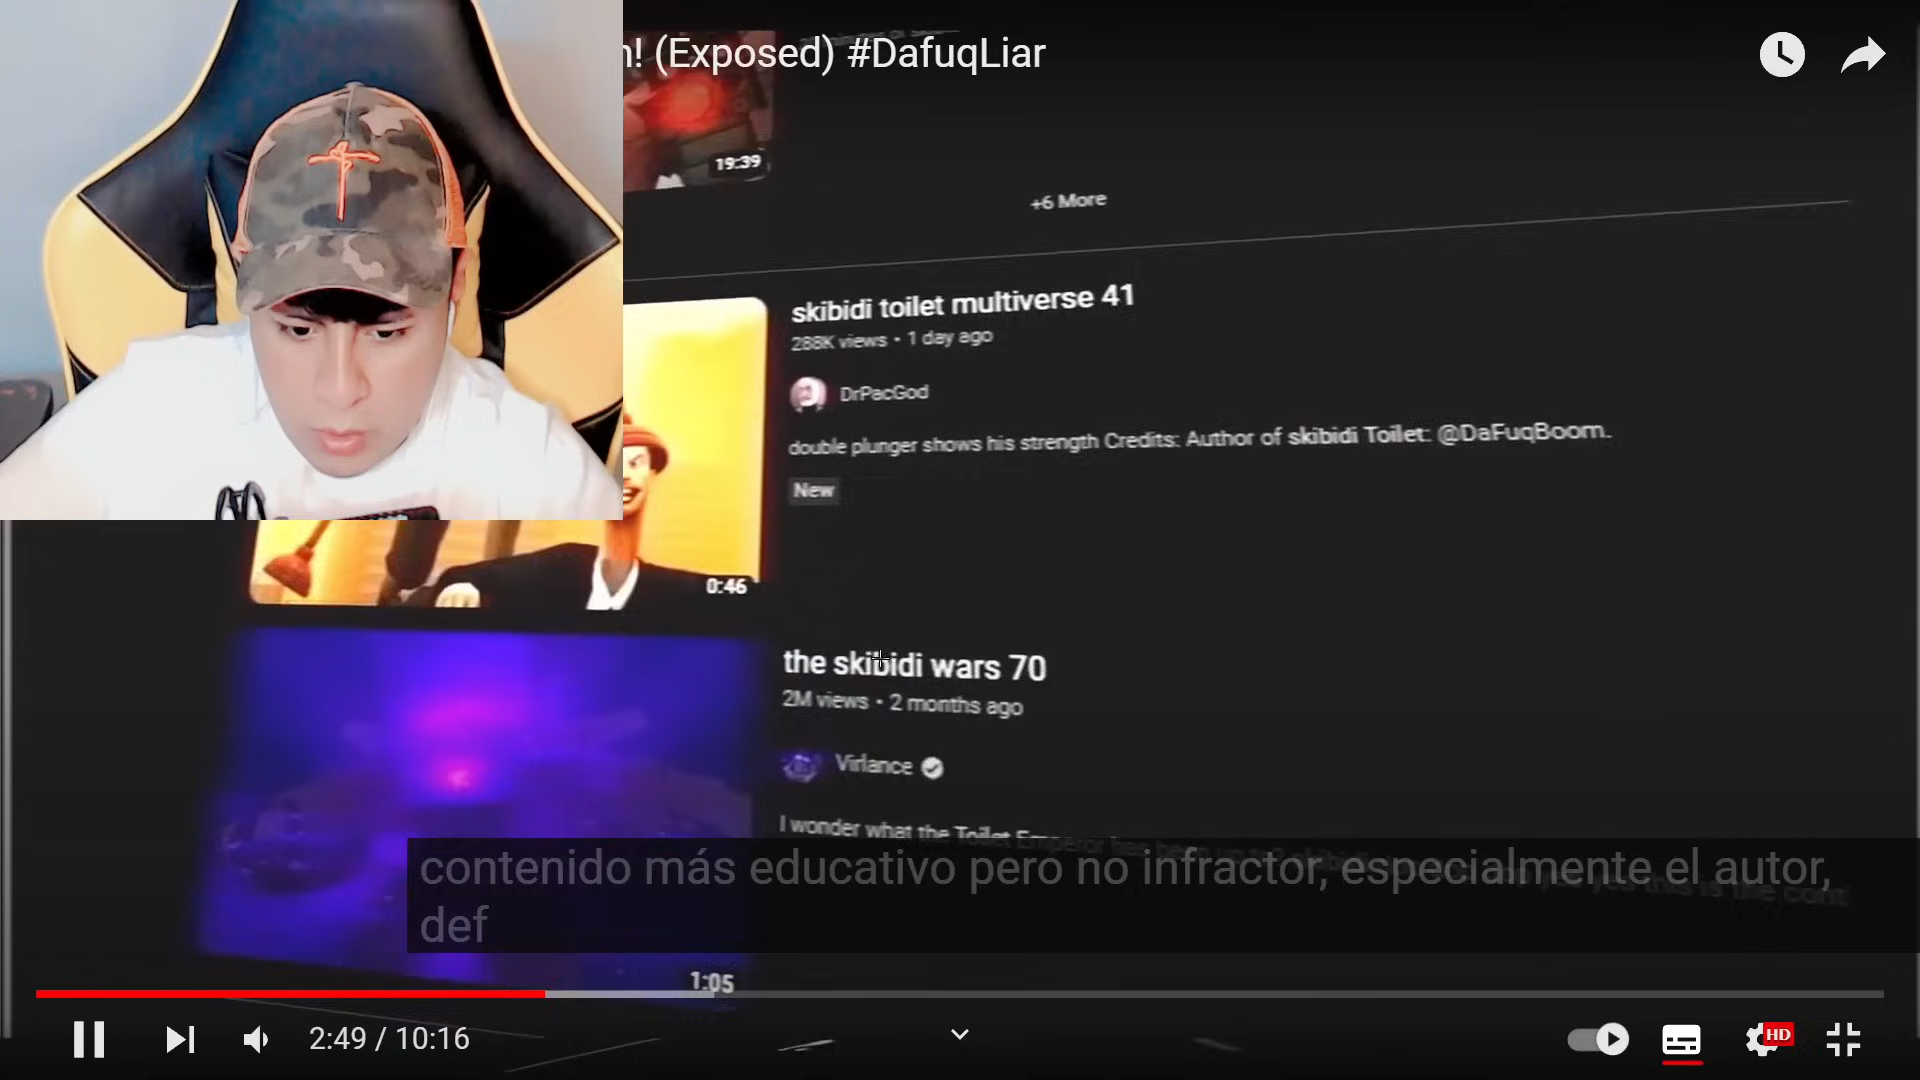 ! (Exposed) #DafuqLiar
19:39
+6 More
skibidi toilet multiverse 41
288K views • 1 day ago
DrPacGod
double plunger shows his strength Credits: Author of skibidi Toilet: @DaFuqBoom.
New
0:46
the skibidi wars 70
2M views • 2 months ago
Virlance
I wonder what the Toilet Emperor has been
contenido más educativo pero no infractor, especialmente el autor,
def
1:05
2:49 / 10:16
HD